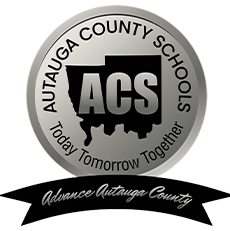 AUTAUGA COUNTY SCHOOLS
ACS
Today Tomorrow Together
Advance Autauga County